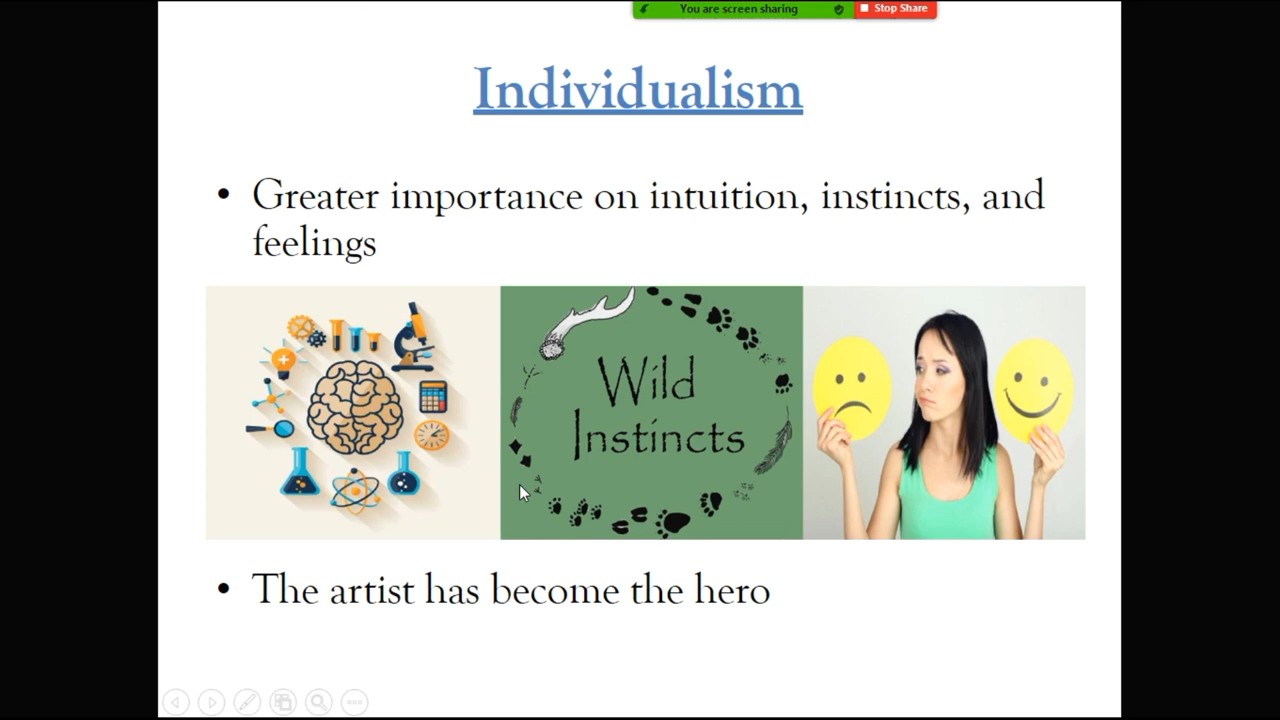 You are screen sharing
Stop Share
Individualism
• Greater importance on intuition, instincts, and
feelings
Wild
Instincts
• The artist has become the hero